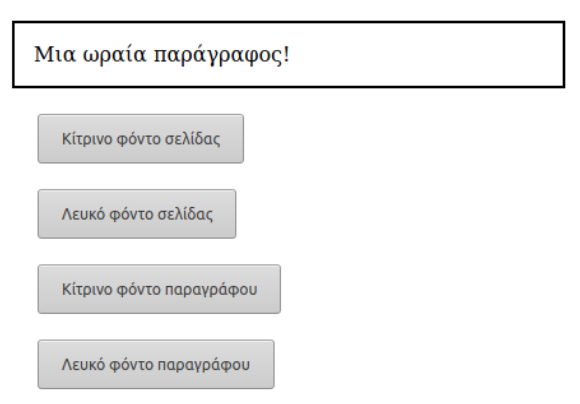 Μια ωραία παράγραφος!
Κίτρινο φόντο σελίδας
Λευκό φόντο σελίδας
Κίτρινο φόντο παραγράφου
Λευκό φόντο παραγράφου